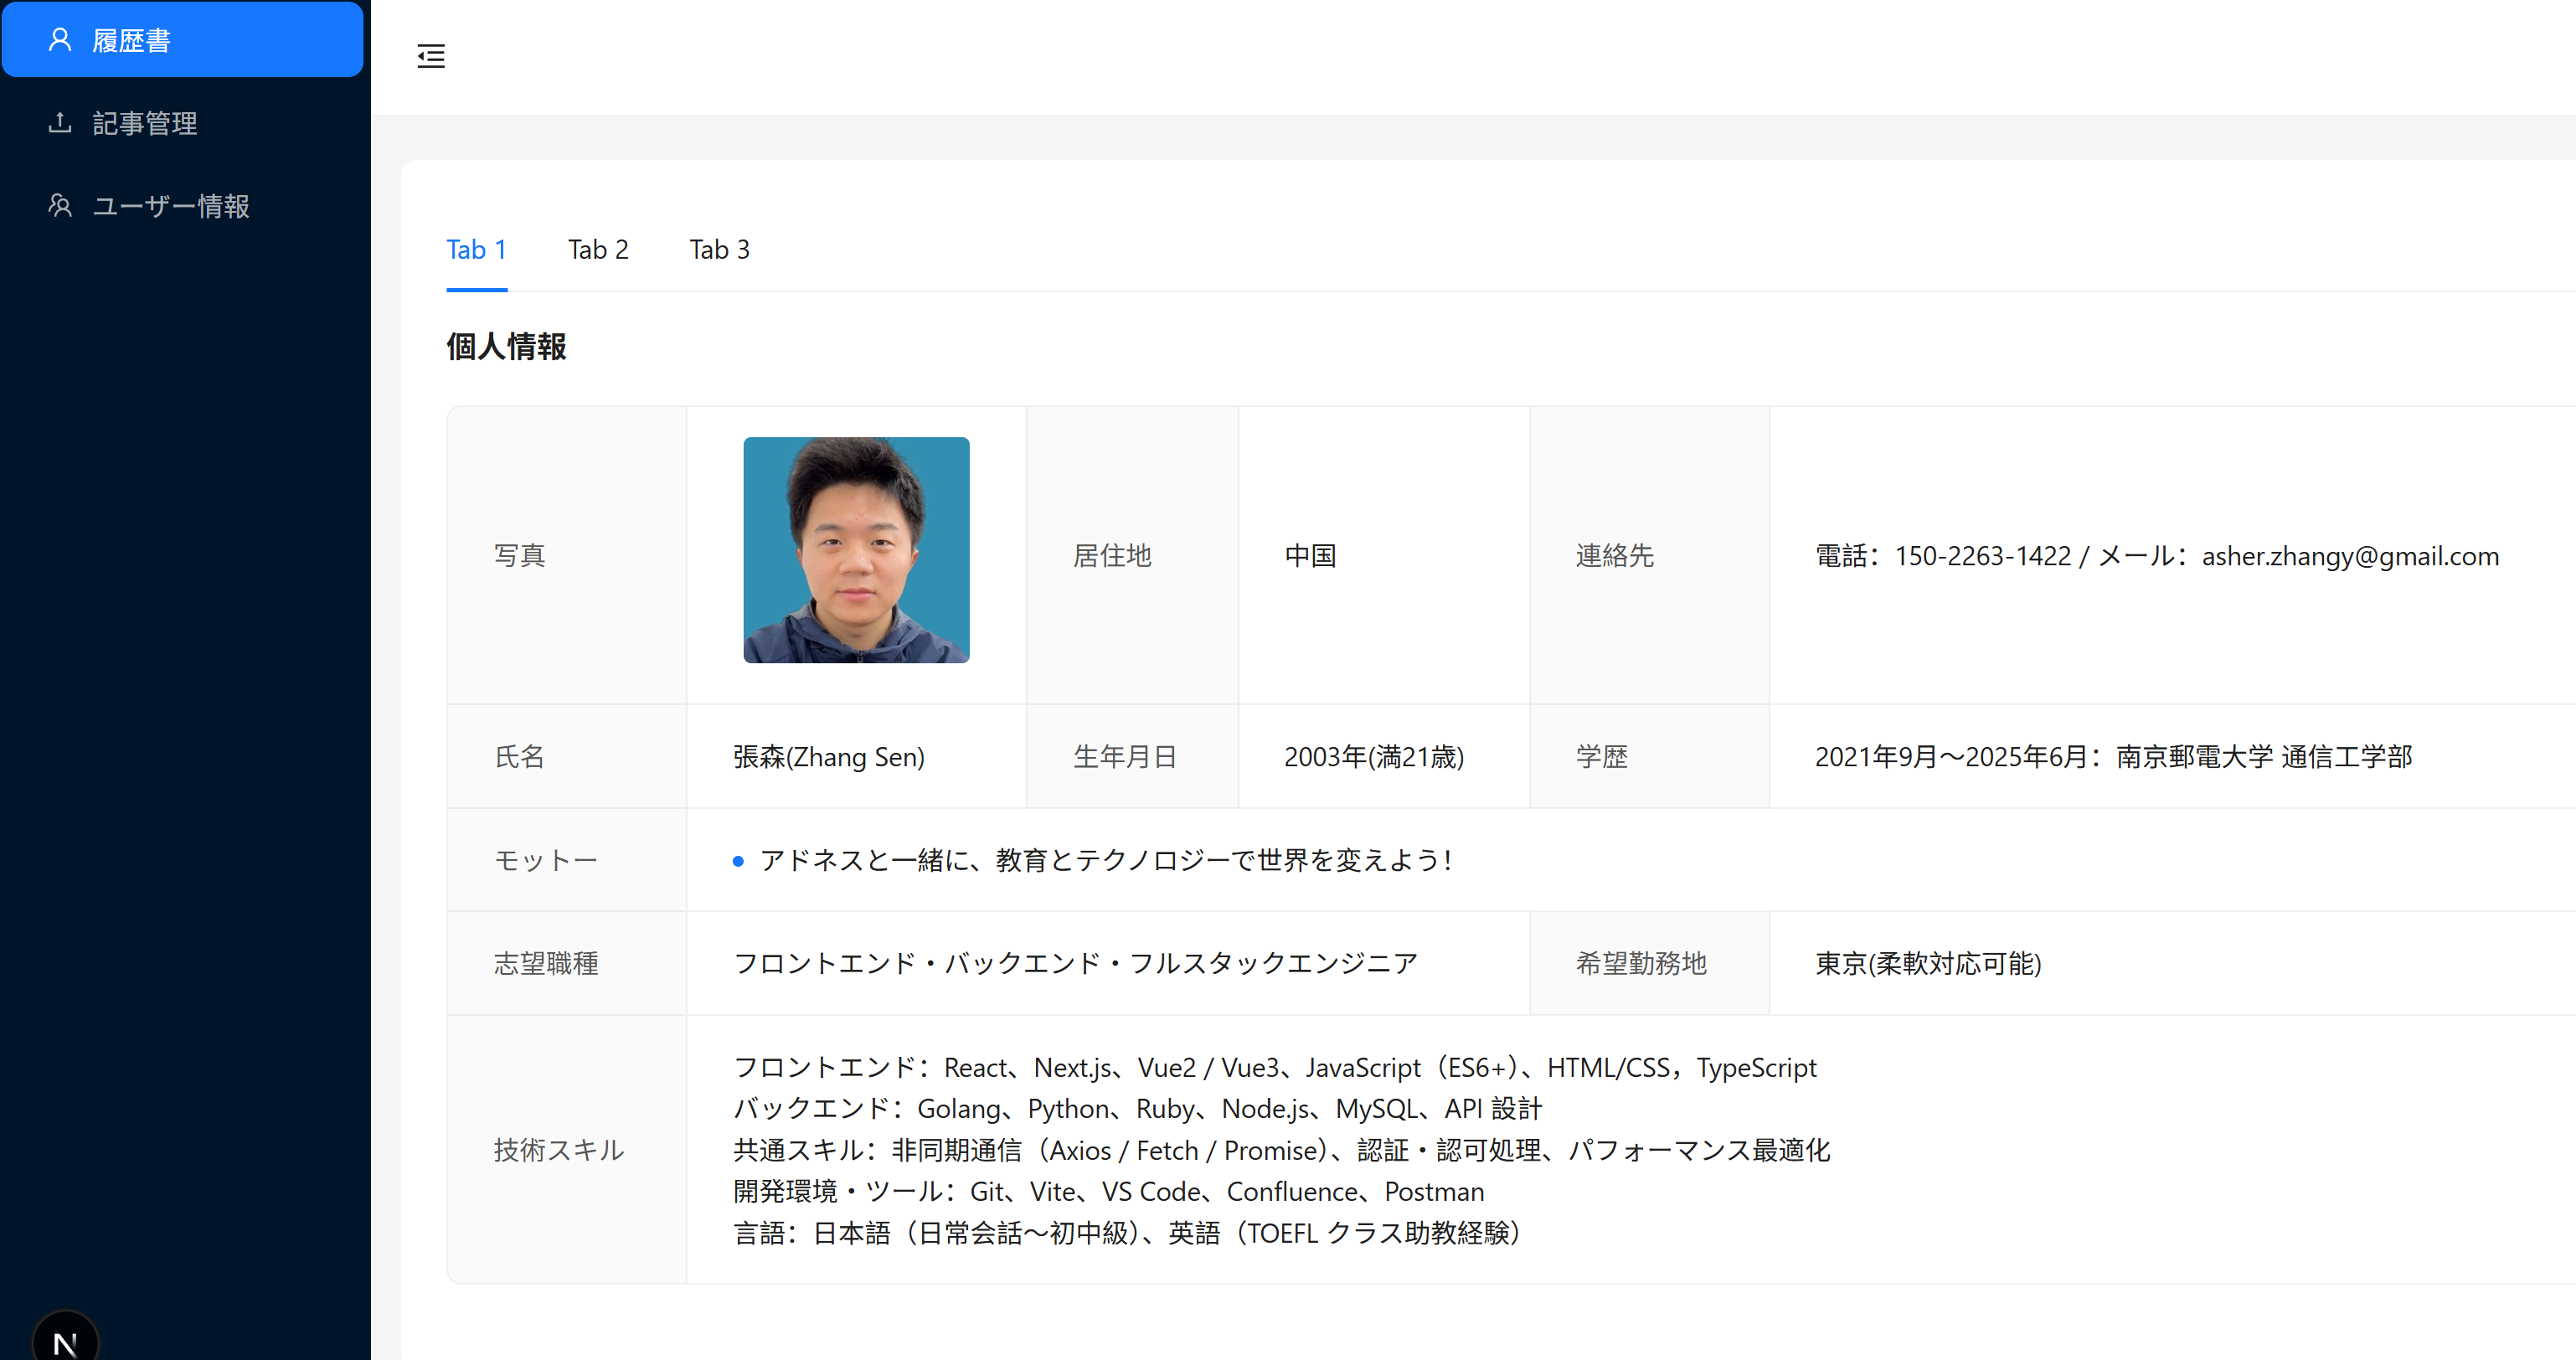 履歴書
記事管理
ユーザー情報
Tab 1 Tab 2 Tab 3
個人情報
写真 居住地 中国 連絡先 電話：150-2263-1422 / メール：asher.zhangy@gmail.com
氏名 張森(Zhang Sen) 生年月日 2003年(満21歳) 学歴 2021年9月～2025年6月：南京郵電大学 通信工学部
モットー アドネスと一緒に、教育とテクノロジーで世界を変えよう！
志望職種 フロントエンド・バックエンド・フルスタックエンジニア 希望勤務地 東京(柔軟対応可能)
技術スキル
フロントエンド：React、Next.js、Vue2 / Vue3、JavaScript（ES6+）、HTML/CSS，TypeScript
バックエンド：Golang、Python、Ruby、Node.js、MySQL、API 設計
共通スキル：非同期通信（Axios / Fetch / Promise）、認証・認可処理、パフォーマンス最適化
開発環境・ツール：Git、Vite、VS Code、Confluence、Postman
言語：日本語（日常会話～初中級）、英語（TOEFL クラス助教経験）
N